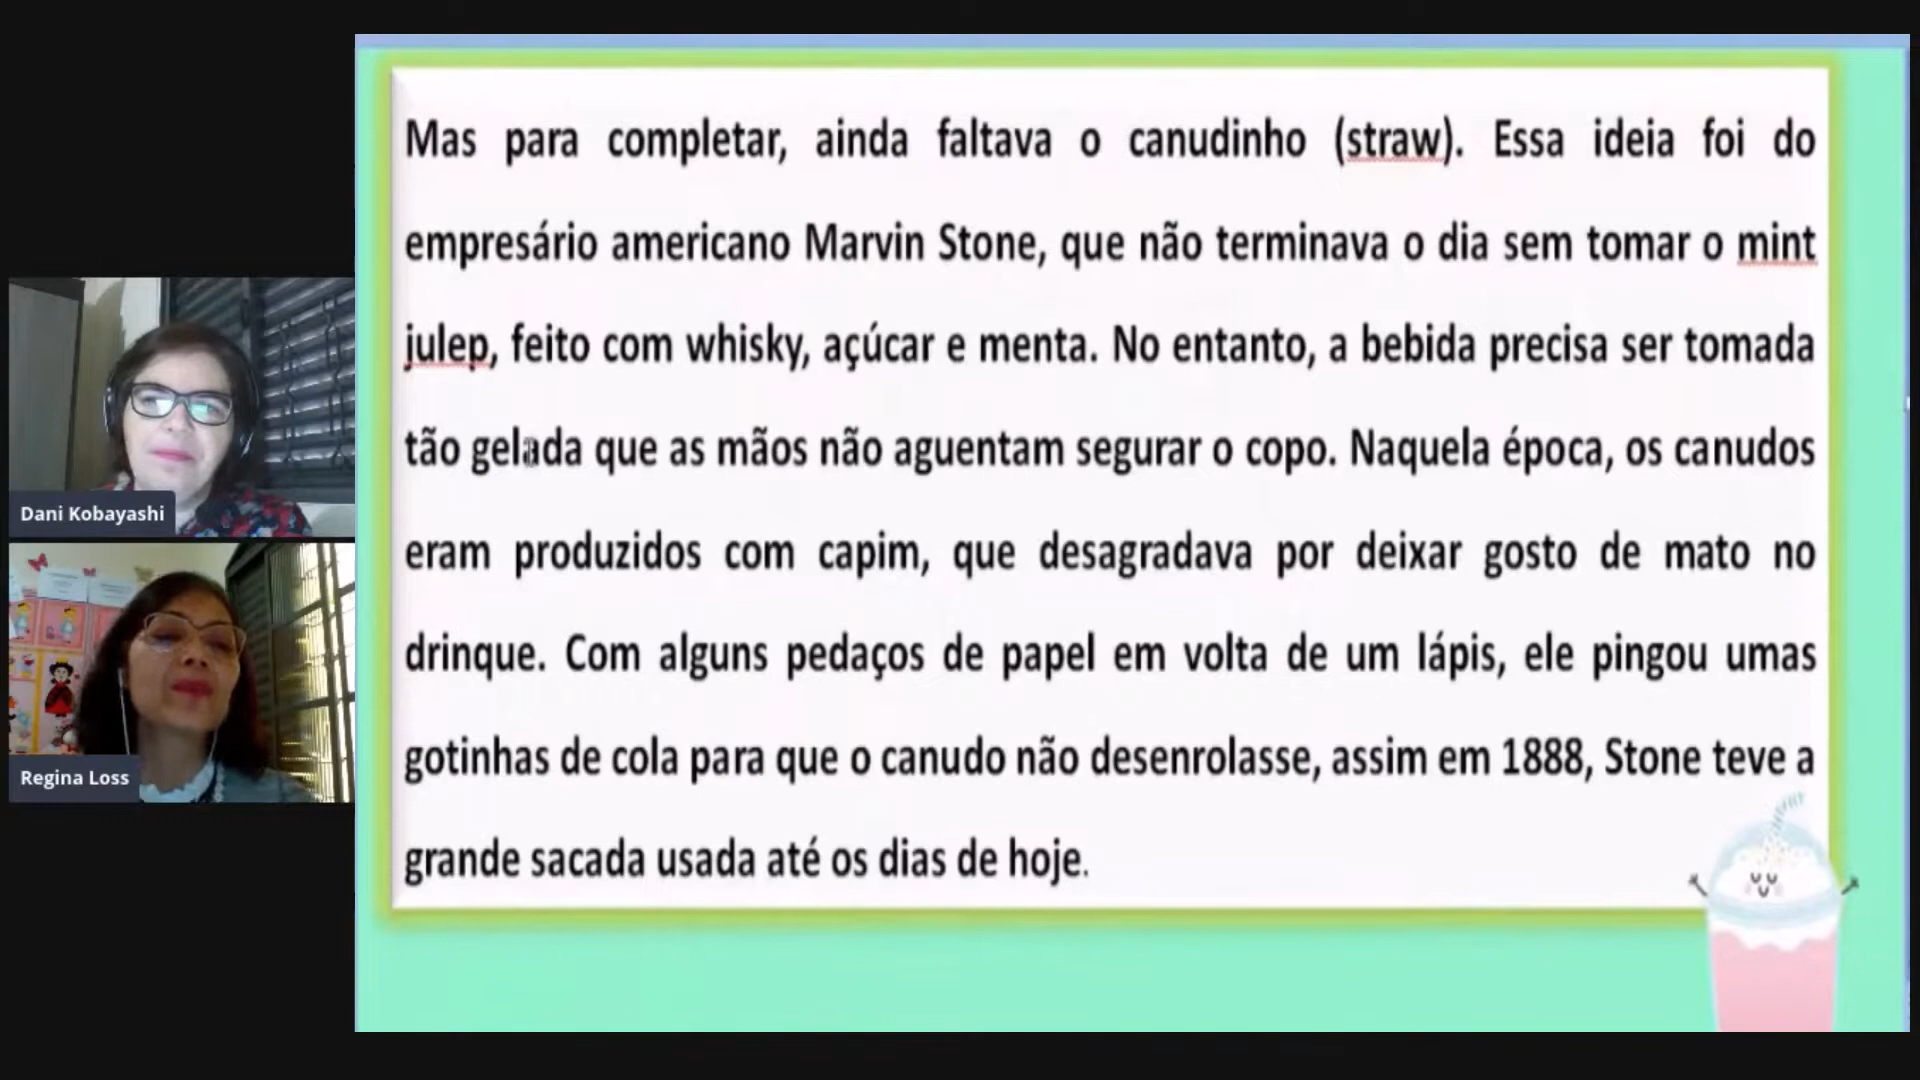 Mas para completar, ainda faltava o canudinho (straw). Essa ideia foi do
empresário americano Marvin Stone, que não terminava o dia sem tomar o mint
julep, feito com whisky, açúcar e menta. No entanto, a bebida precisa ser tomada
tão gelada que as mãos não aguentam segurar o copo. Naquela época, os canudos
eram produzidos com capim, que desagradava por deixar gosto de mato no
drinque. Com alguns pedaços de papel em volta de um lápis, ele pingou umas
gotinhas de cola para que o canudo não desenrolasse, assim em 1888, Stone teve a
grande sacada usada até os dias de hoje.
Dani Kobayashi
Regina Loss